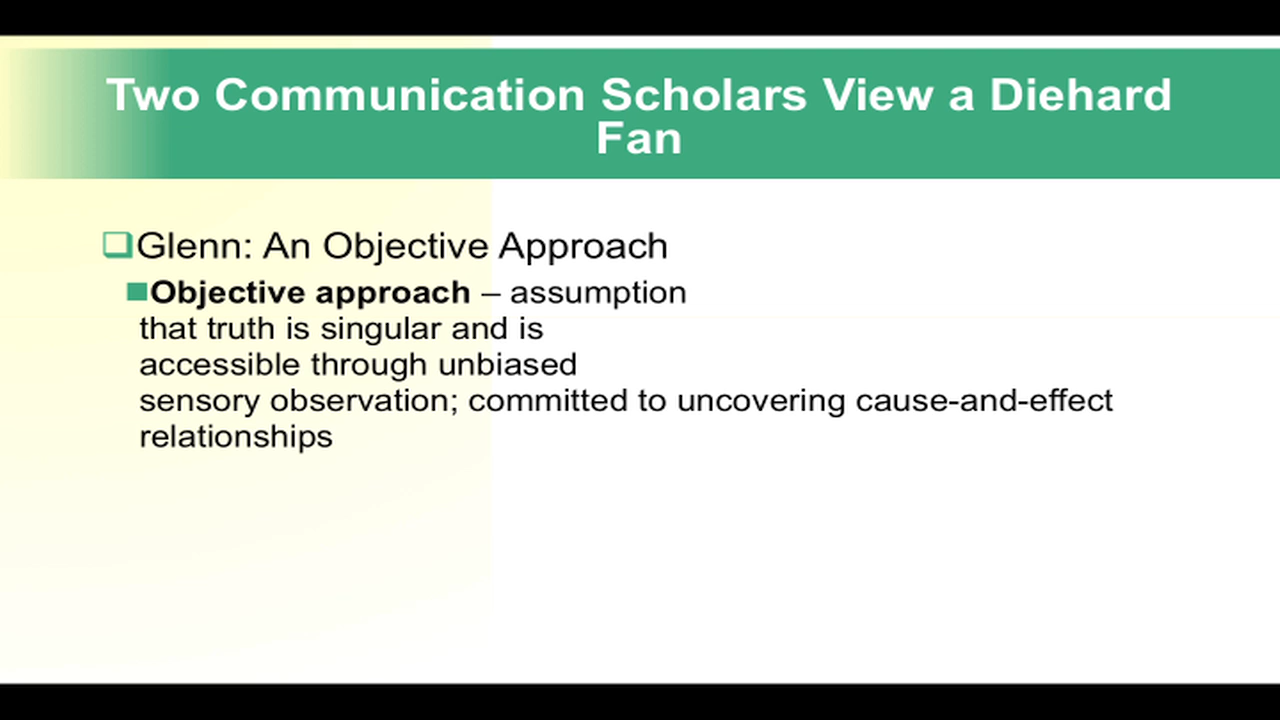 Two Communication Scholars View a Diehard
Fan
Glenn: An Objective Approach
Objective approach – assumption
that truth is singular and is
accessible through unbiased
sensory observation; committed to uncovering cause-and-effect
relationships